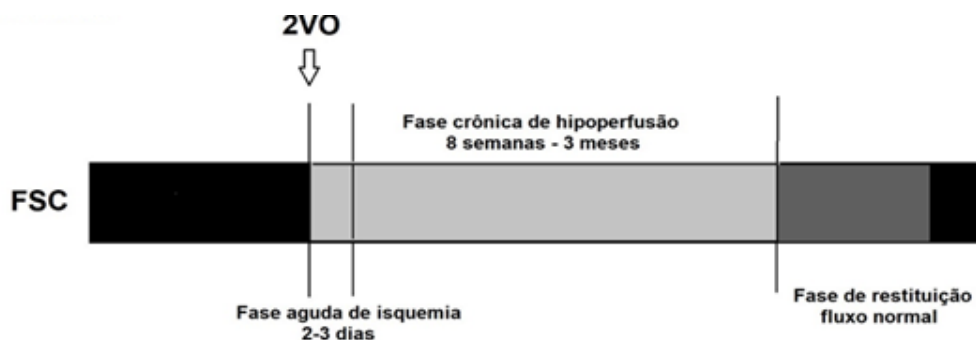 2VO
Fase crônica de hipoperfusão
8 semanas - 3 meses
FSC
Fase aguda de isquemia
2-3 dias
Fase de restituição
fluxo normal